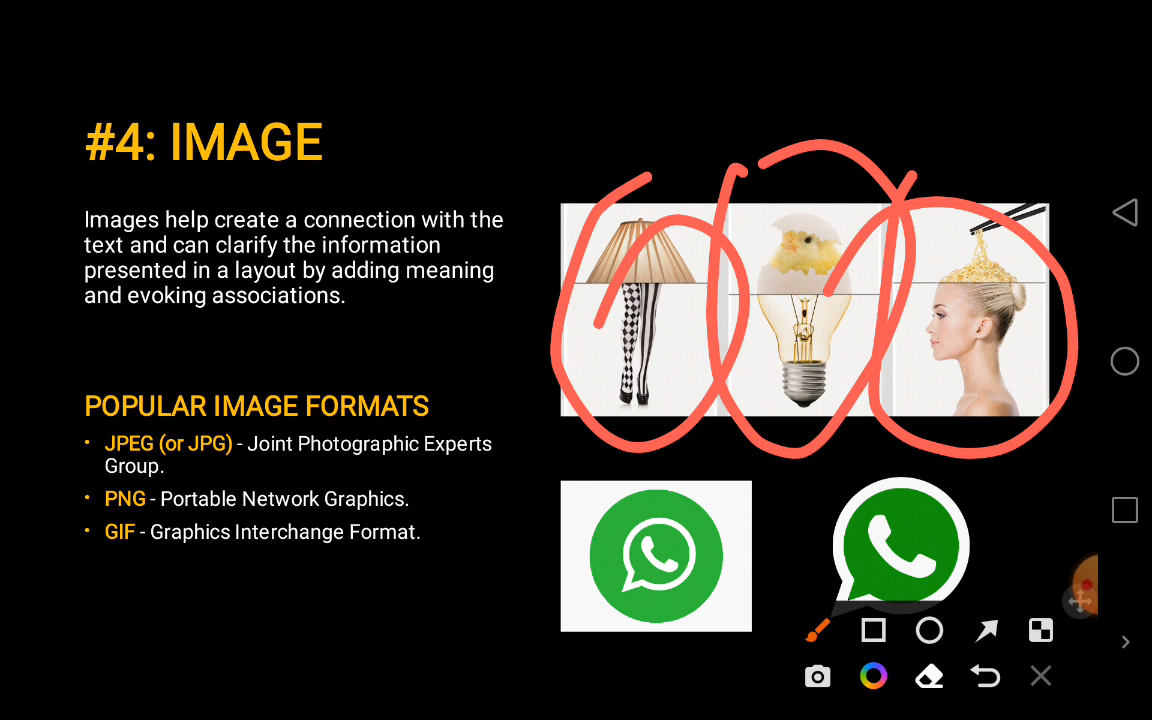 #4: IMAGE
Images help create a connection with the
text and can clarify the information
presented in a layout by adding meaning
and evoking associations.
POPULAR IMAGE FORMATS
• JPEG (or JPG) - Joint Photographic Experts
Group.
• PNG - Portable Network Graphics.
• GIF - Graphics Interchange Format.